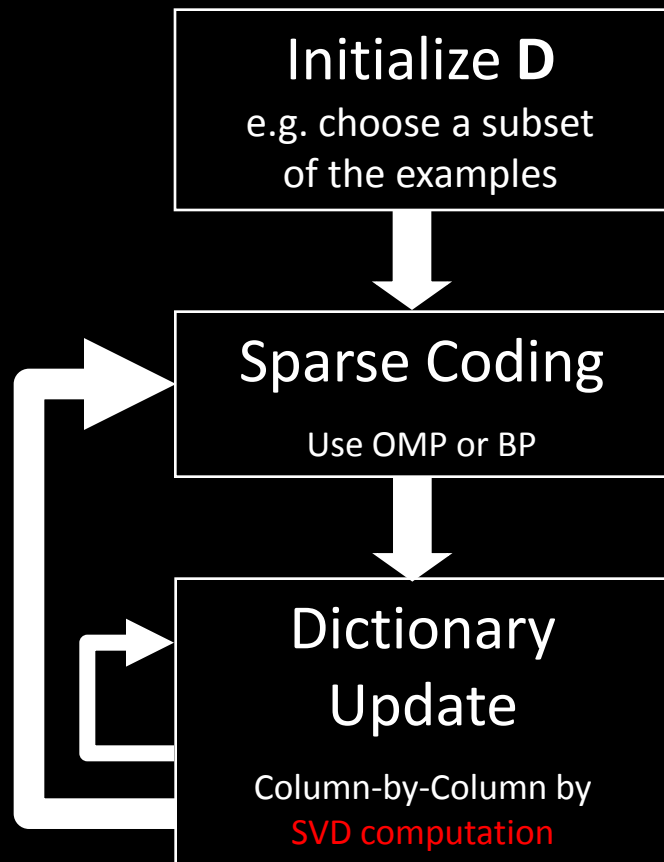 Initialize D
e.g. choose a subset
of the examples
Sparse Coding
Use OMP or BP
Dictionary
Update
Column-by-Column by
SVD computation